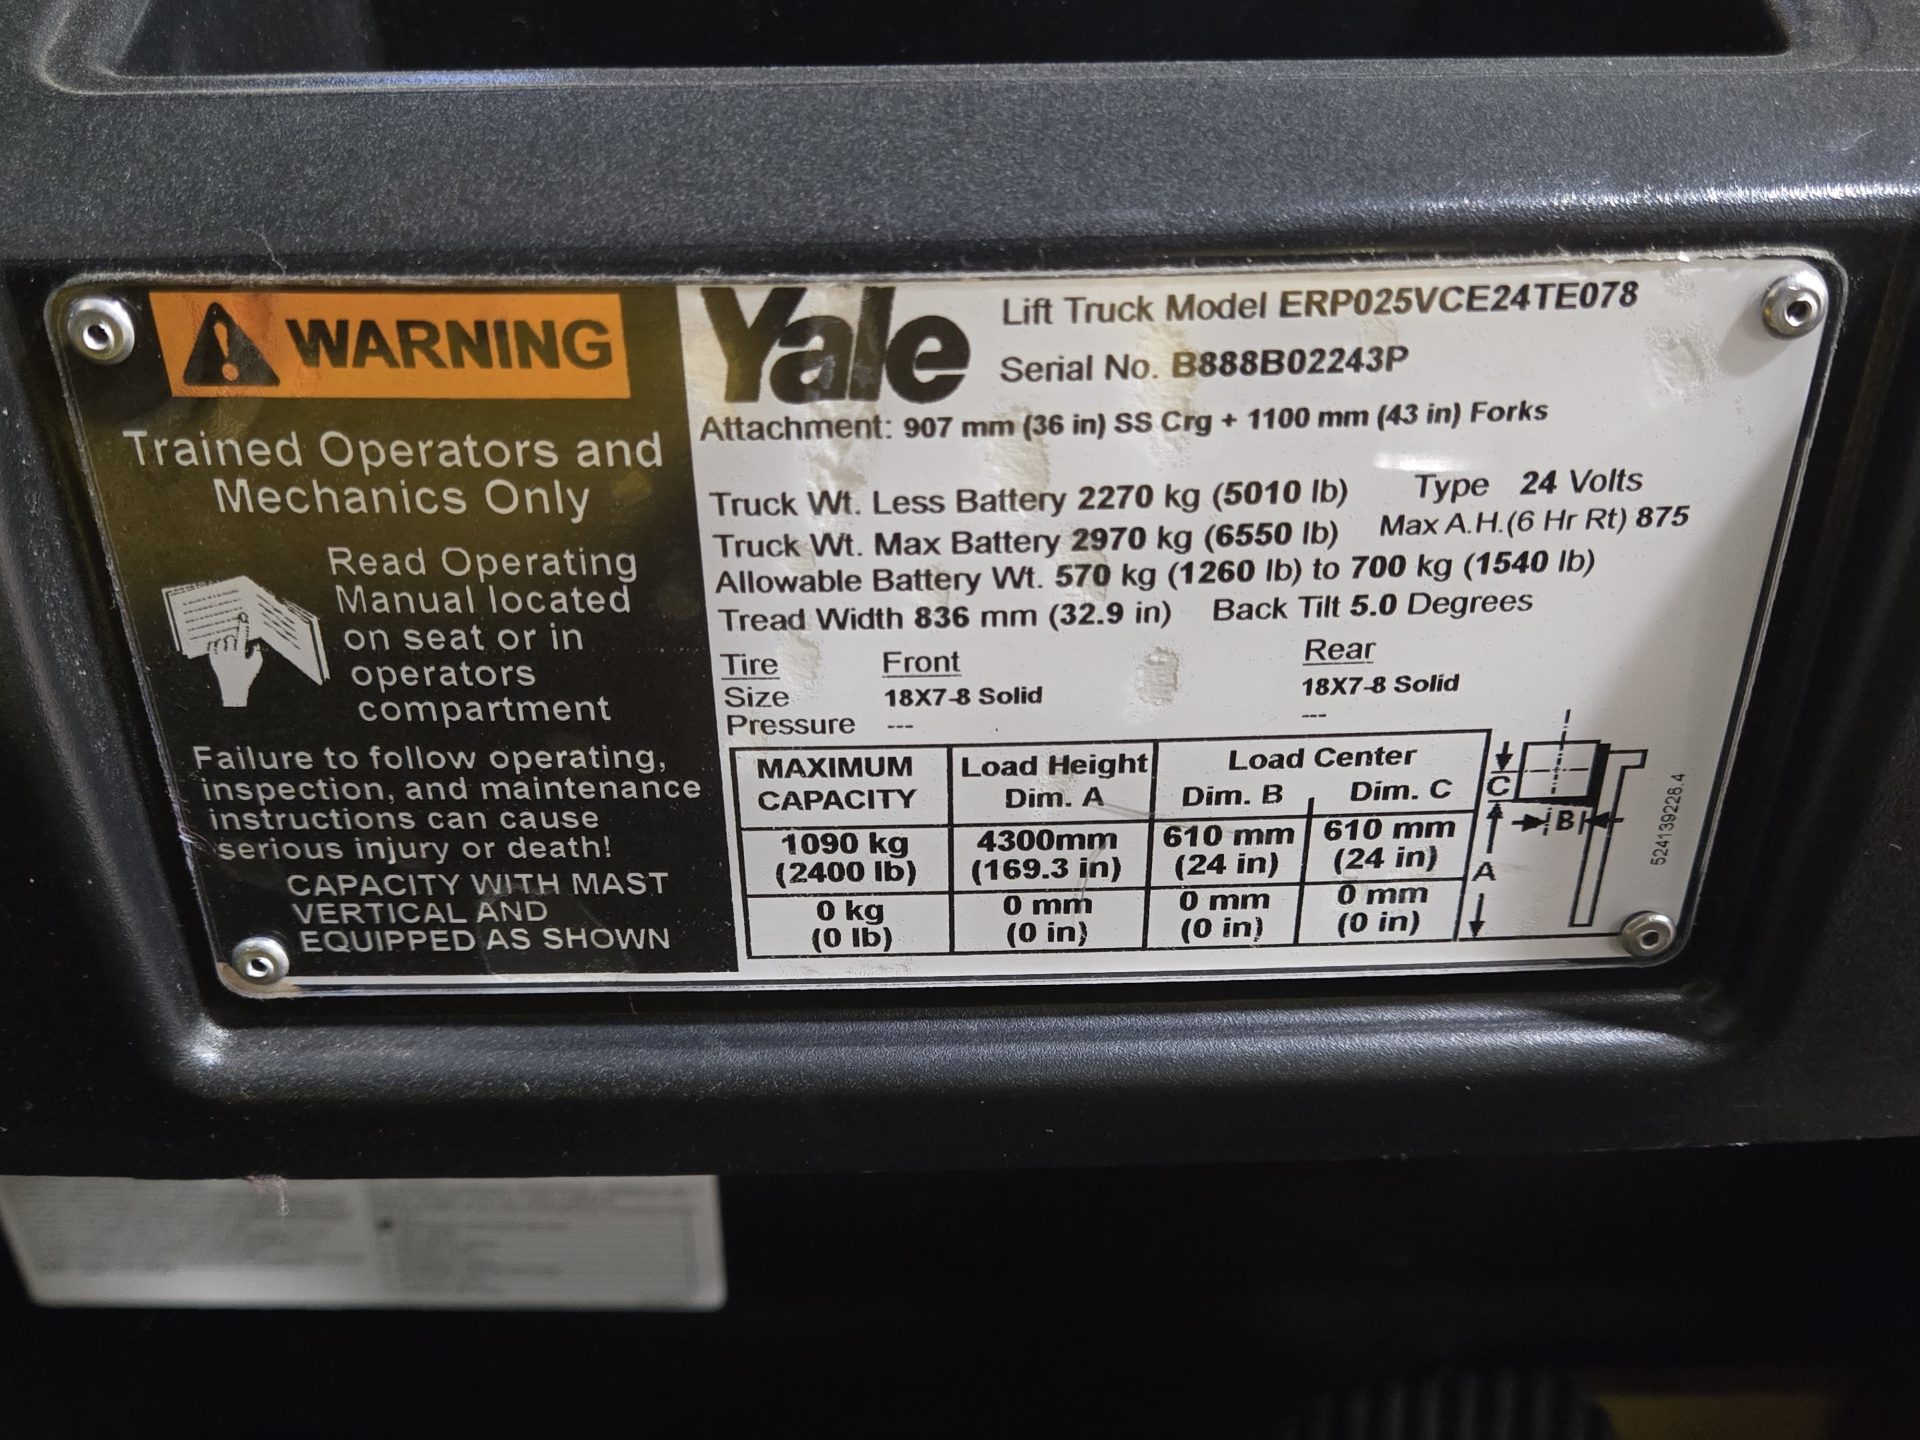 WARNING
Trained Operators and
Mechanics Only
Read Operating
Manual located
on seat or in
operators
compartment
Failure to follow operating,
inspection, and maintenance
instructions can cause
serious injury or death!
CAPACITY WITH MAST
VERTICAL AND
EQUIPPED AS SHOWN
Yale
Lift Truck Model ERP025VCE24TE078
Serial No. B888B02243P
Attachment: 907 mm (36 in) SS Crg + 1100 mm (43 in) Forks
Truck Wt. Less Battery 2270 kg (5010 lb) Type 24 Volts
Truck Wt. Max Battery 2970 kg (6550 lb) Max A.H.(6 Hr Rt) 875
Allowable Battery Wt. 570 kg (1260 lb) to 700 kg (1540 lb)
Tread Width 836 mm (32.9 in) Back Tilt 5.0 Degrees
Tire Front Rear
Size 18X7-8 Solid 18X7-8 Solid
Pressure --- ---
MAXIMUM Load Height Load Center
CAPACITY Dim. A Dim. B Dim. C
1090 kg 4300mm 610 mm 610 mm
(2400 lb) (169.3 in) (24 in) (24 in)
0 kg 0 mm 0 mm 0 mm
(0 lb) (0 in) (0 in) (0 in)
C
B
A
524139228.4